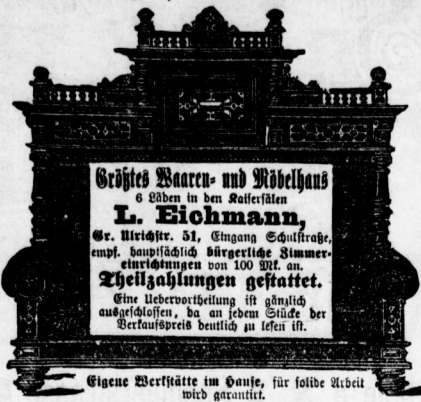 Größtes Waaren- und Möbelhaus
6 Läden in den Kaisersälen
L. Eichmann,
Gr. Ulrichstr. 51, Eingang Schulstraße,
empf. hauptsächlich bürgerliche Zimmer-
einrichtungen von 100 Mk. an.
Theilzahlungen gestattet.
Eine Uebervortheilung ist gänzlich
ausgeschlossen, da an jedem Stücke der
Verkaufspreis deutlich zu lesen ist.
Eigene Werkstätte im Hause, für solide Arbeit
wird garantirt.